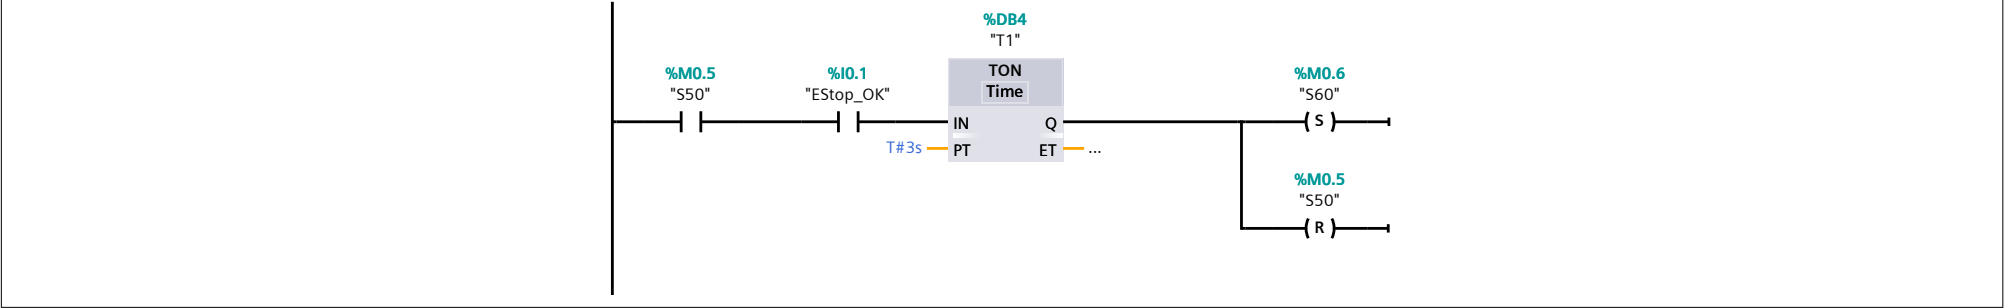 %DB4
"T1"
%M0.5
"S50"
%I0.1
"EStop_OK"
TON
Time
%M0.6
"S60"
IN
Q
S
T#3s
PT
ET
...
%M0.5
"S50"
R